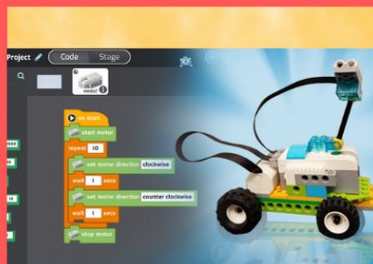 Project
Code
Stage
on start
start motor
repeat 10
set motor direction clockwise
wait 1 secs
set motor direction counter clockwise
wait 1 secs
stop motor